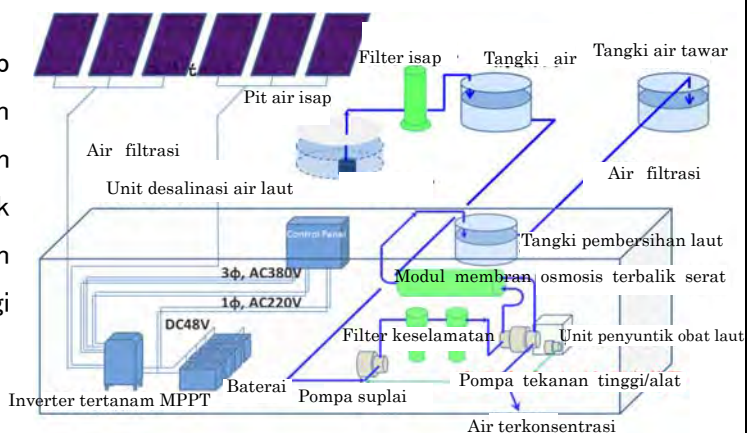 Filter isap
Tangki air
Tangki air tawar
Pit air isap
Air filtrasi
Air filtrasi
Unit desalinasi air laut
Control Panel
Tangki pembersihan laut
3ϕ, AC380V
Modul membran osmosis terbalik serat
1ϕ, AC220V
DC48V
Filter keselamatan
Unit penyuntik obat laut
Baterai
Pompa suplai
Pompa tekanan tinggi/alat
Inverter tertanam MPPT
Air terkonsentrasi